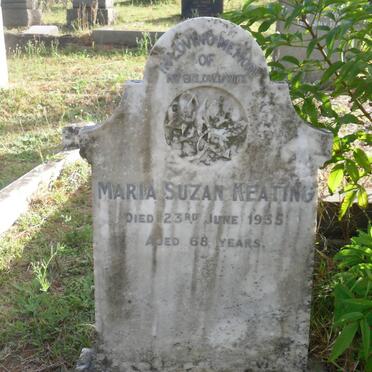 IN LOVING MEMORY
OF
MY BELOVED WIFE
MARIA SUZAN KEATING
DIED 23RD JUNE 1935
AGED 68 YEARS.